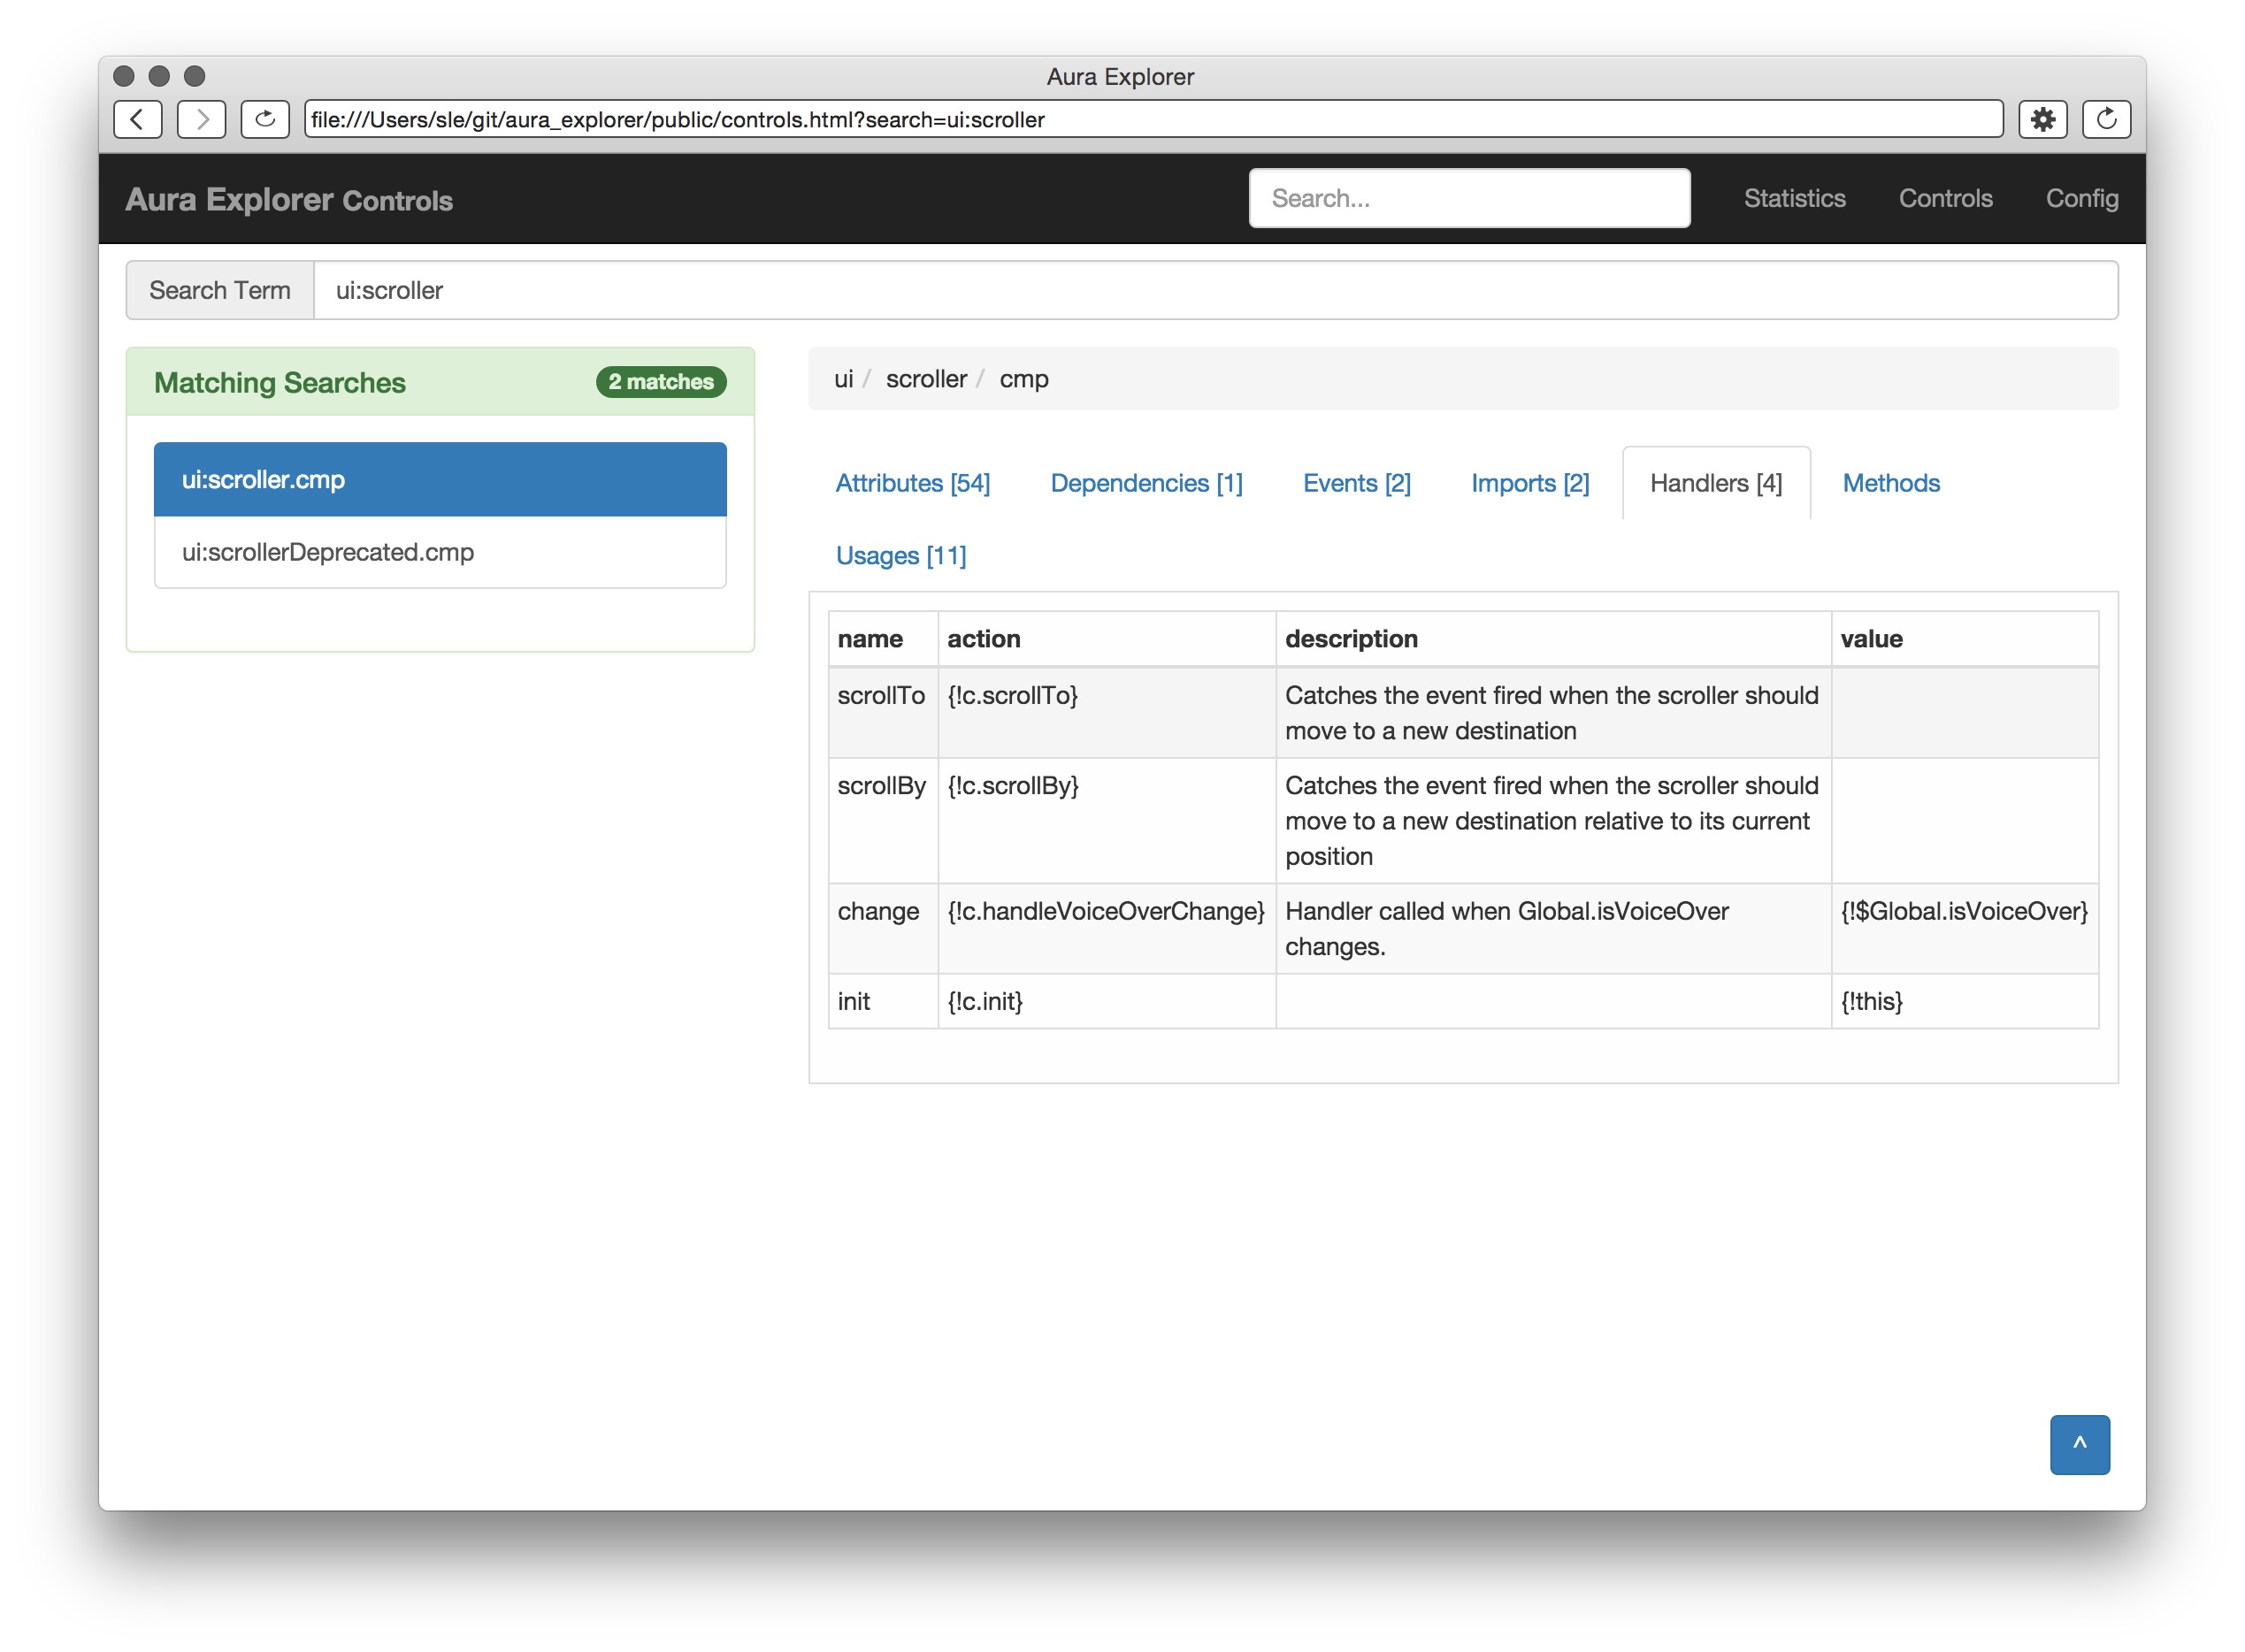 Aura Explorer
file:///Users/sle/git/aura_explorer/public/controls.html?search=ui:scroller
Aura Explorer Controls
Search...
Statistics
Controls
Config
Search Term
ui:scroller
Matching Searches
2 matches
ui:scroller.cmp
ui:scrollerDeprecated.cmp
ui / scroller / cmp
Attributes [54]
Dependencies [1]
Events [2]
Imports [2]
Handlers [4]
Methods
Usages [11]
name action description value
scrollTo {!c.scrollTo} Catches the event fired when the scroller should
move to a new destination
scrollBy {!c.scrollBy} Catches the event fired when the scroller should
move to a new destination relative to its current
position
change {!c.handleVoiceOverChange} Handler called when Global.isVoiceOver {!$Global.isVoiceOver}
changes.
init {!c.init} {!this}
^